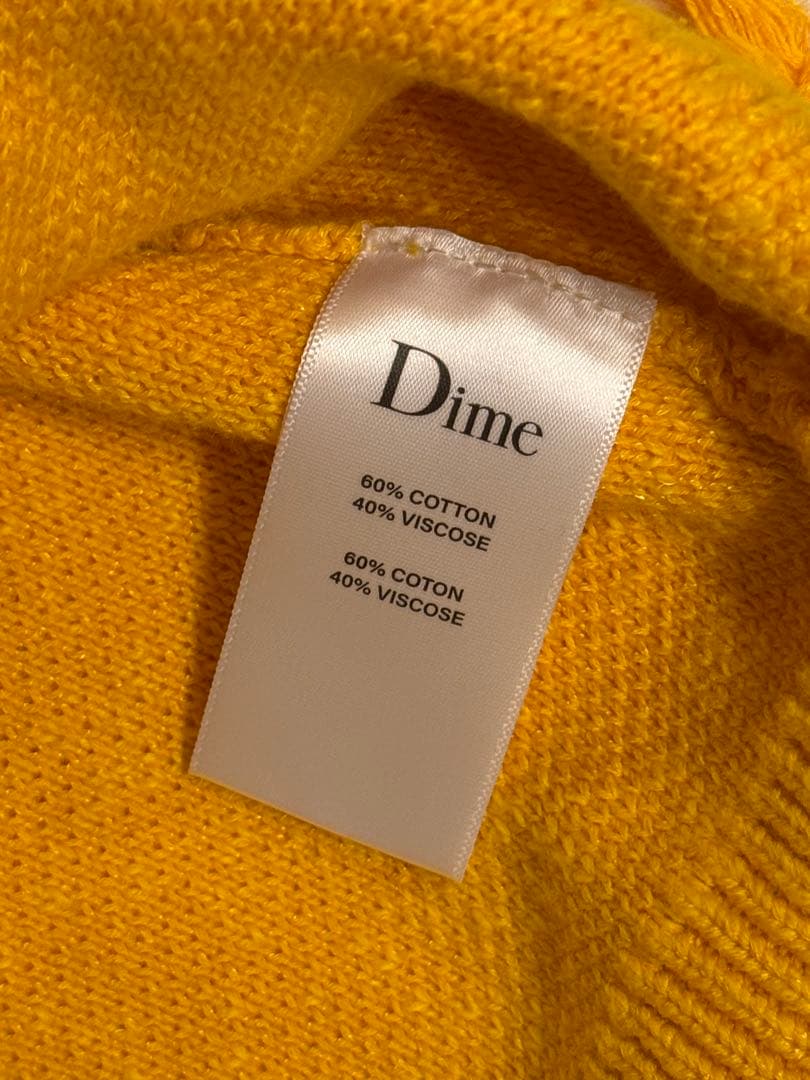 Dime
60% COTTON
40% VISCOSE
60% COTON
40% VISCOSE